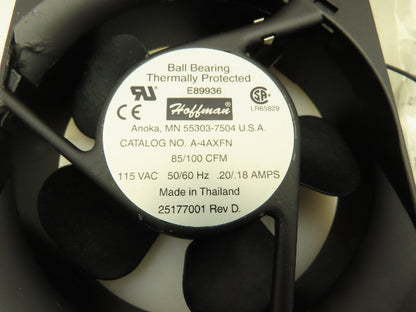 Ball Bearing
Thermally Protected
E89936
Hoffman
LR65829
Anoka, MN 55303-7504 U.S.A.
CATALOG NO. A-4AXFN
85/100 CFM
115 VAC 50/60 Hz .20/.18 AMPS
Made in Thailand
25177001 Rev D.